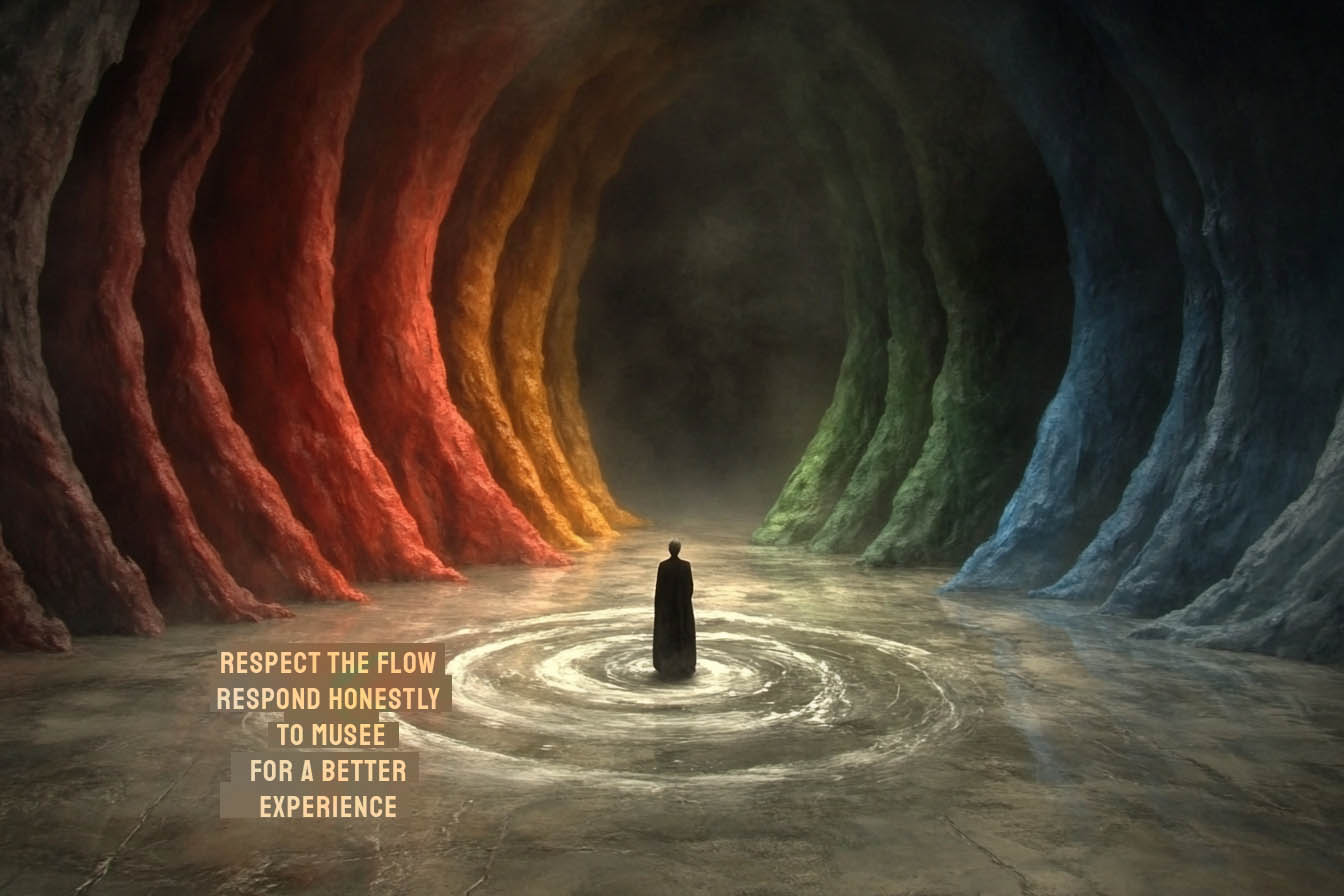 RESPECT THE FLOW
RESPOND HONESTLY
TO MUSEE
FOR A BETTER
EXPERIENCE